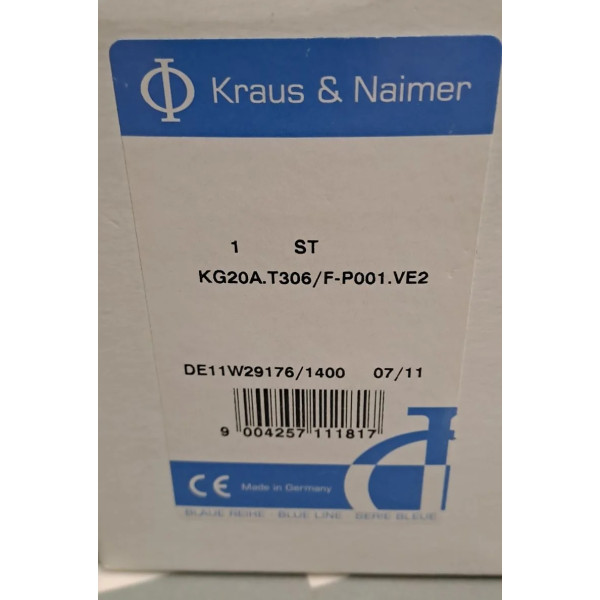 Kraus & Naimer
1 ST
KG20A.T306/F-P001.VE2
DE11W29176/1400 07/11
9 004257 111817
CE Made in Germany
BLAUE REIHE - BLUE LINE - SERIE BLEUE